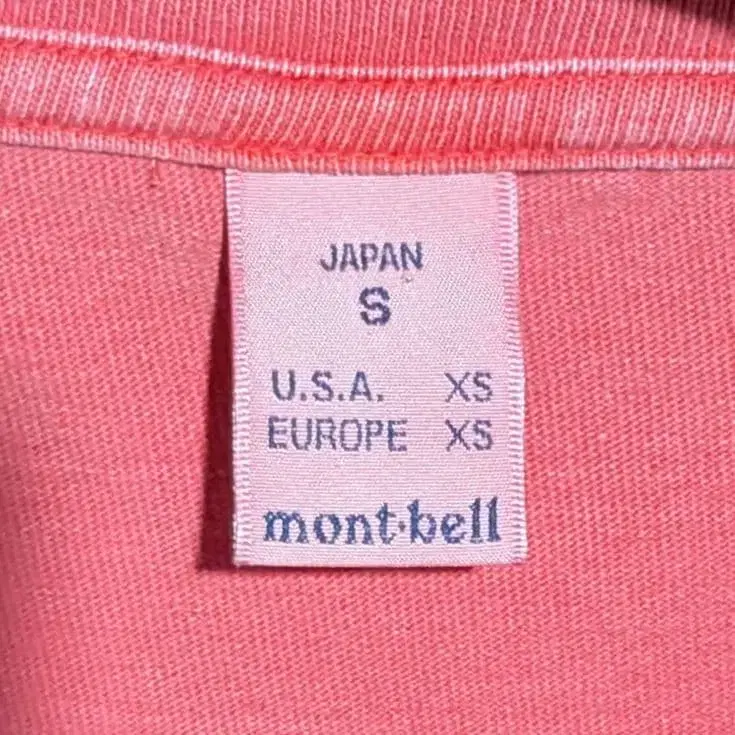 JAPAN
S
U.S.A. XS
EUROPE XS
mont·bell